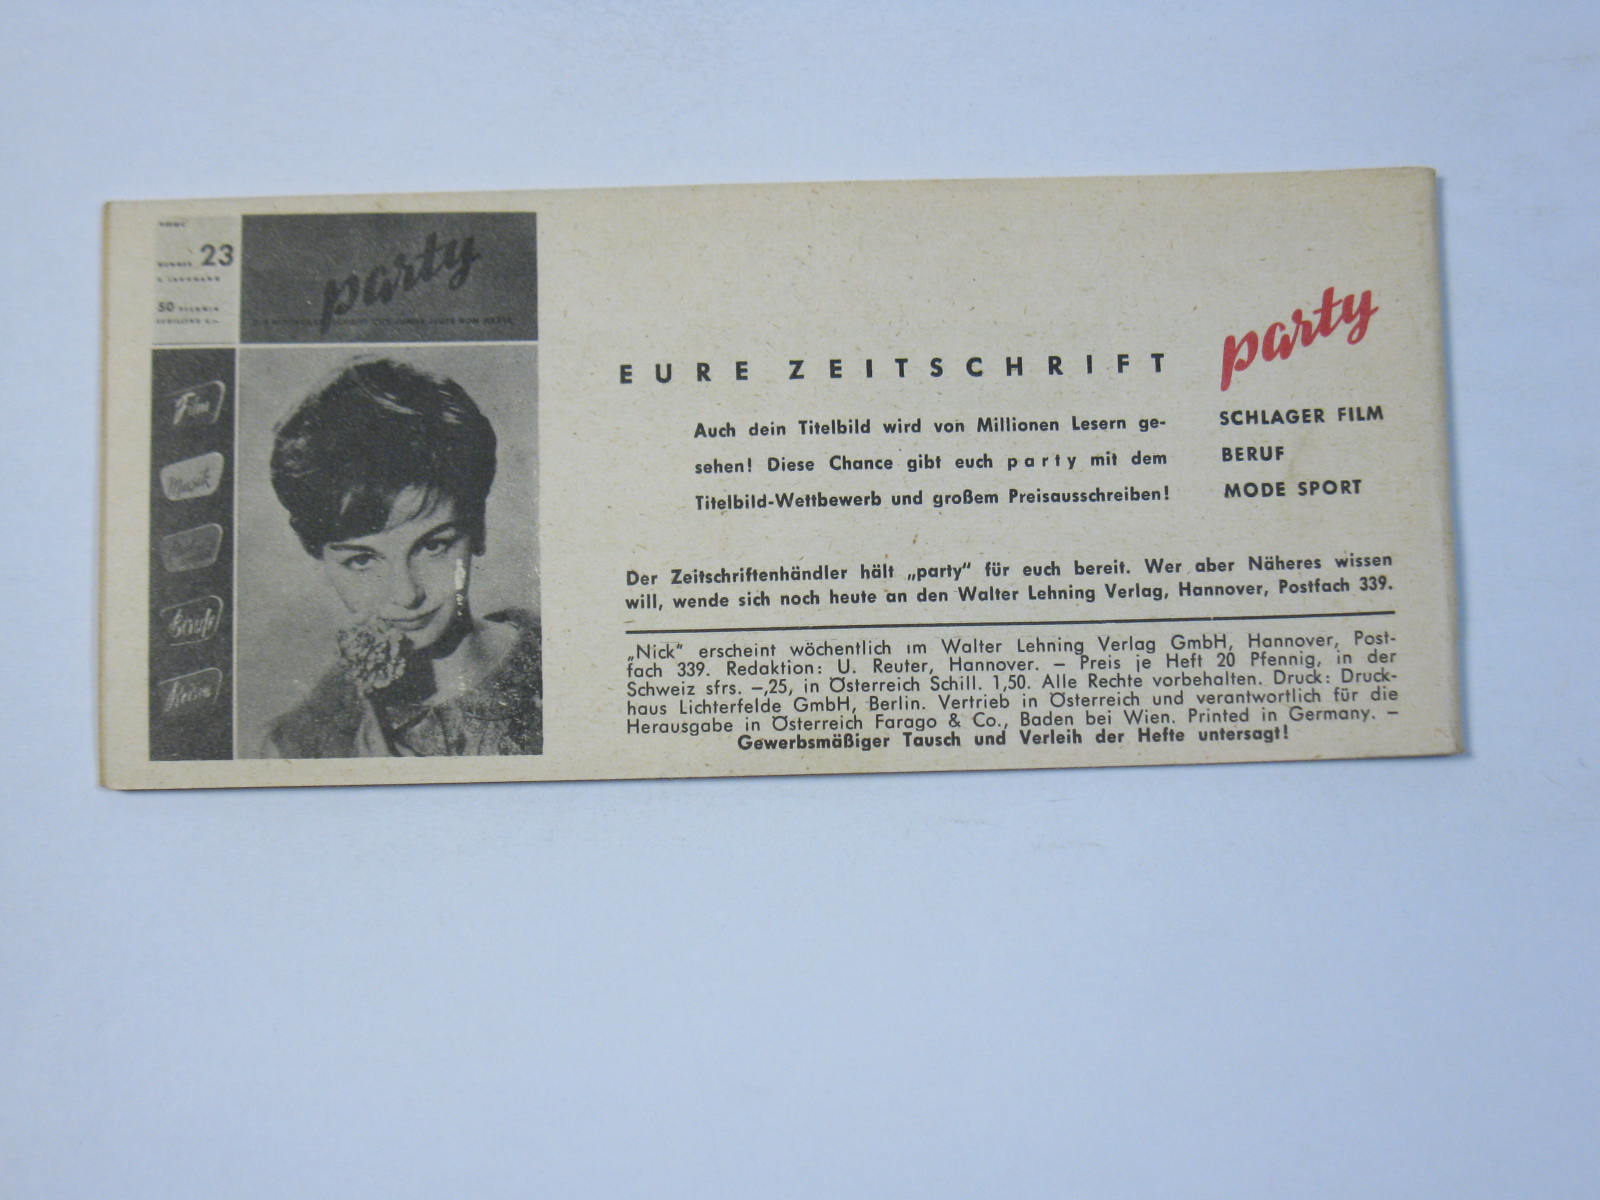 23
50 PFENNIG
party
Film
Musik
Berufe
Reisen
EURE ZEITSCHRIFT
party
Auch dein Titelbild wird von Millionen Lesern ge-
sehen! Diese Chance gibt euch party mit dem
Titelbild-Wettbewerb und großem Preisausschreiben!
SCHLAGER FILM
BERUF
MODE SPORT
Der Zeitschriftenhändler hält „party“ für euch bereit. Wer aber Näheres wissen
will, wende sich noch heute an den Walter Lehning Verlag, Hannover, Postfach 339.
„Nick“ erscheint wöchentlich im Walter Lehning Verlag GmbH, Hannover, Post-
fach 339. Redaktion: U. Reuter, Hannover. – Preis je Heft 20 Pfennig, in der
Schweiz sfrs. –,25, in Österreich Schill. 1,50. Alle Rechte vorbehalten. Druck: Druck-
haus Lichterfelde GmbH, Berlin. Vertrieb in Österreich und verantwortlich für die
Herausgabe in Österreich Farago & Co., Baden bei Wien. Printed in Germany. –
Gewerbsmäßiger Tausch und Verleih der Hefte untersagt!